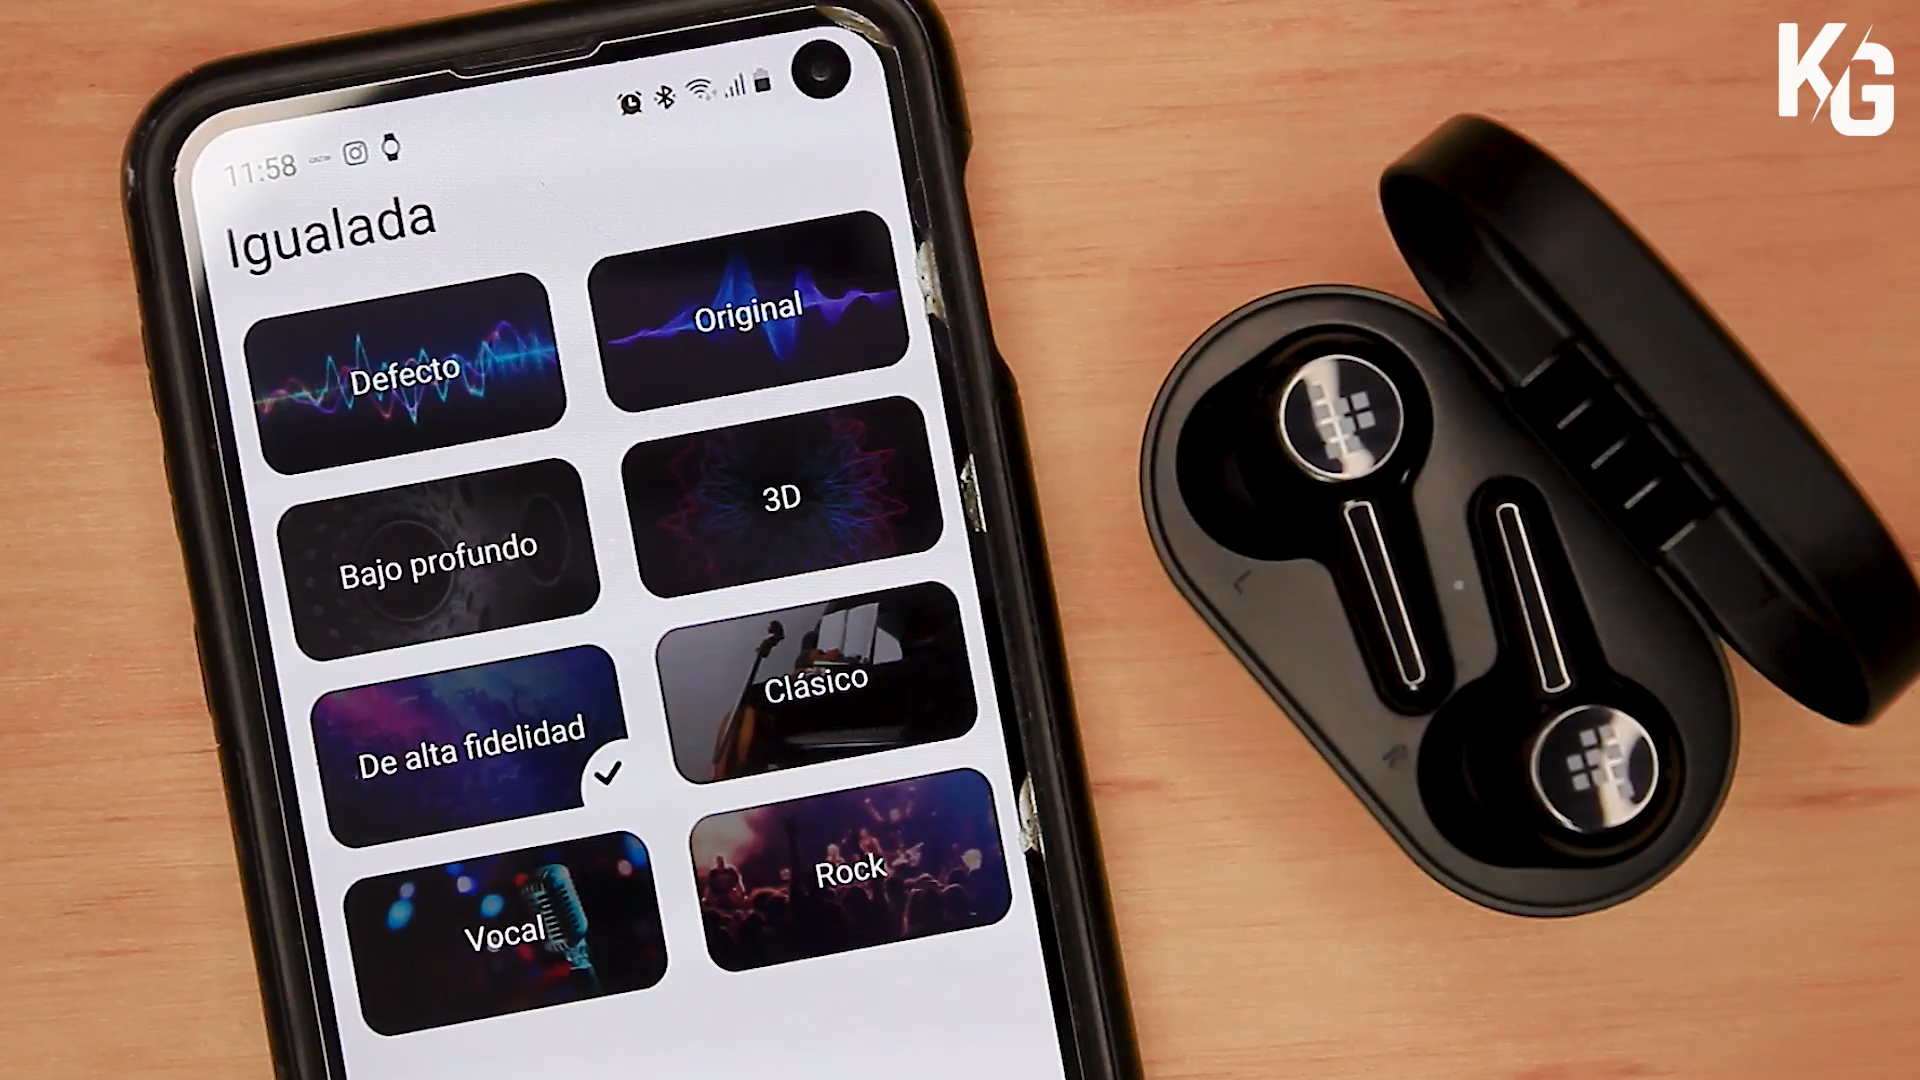 KG
11:58
Igualada
Defecto
Original
Bajo profundo
3D
De alta fidelidad
Clásico
Vocal
Rock
L
R